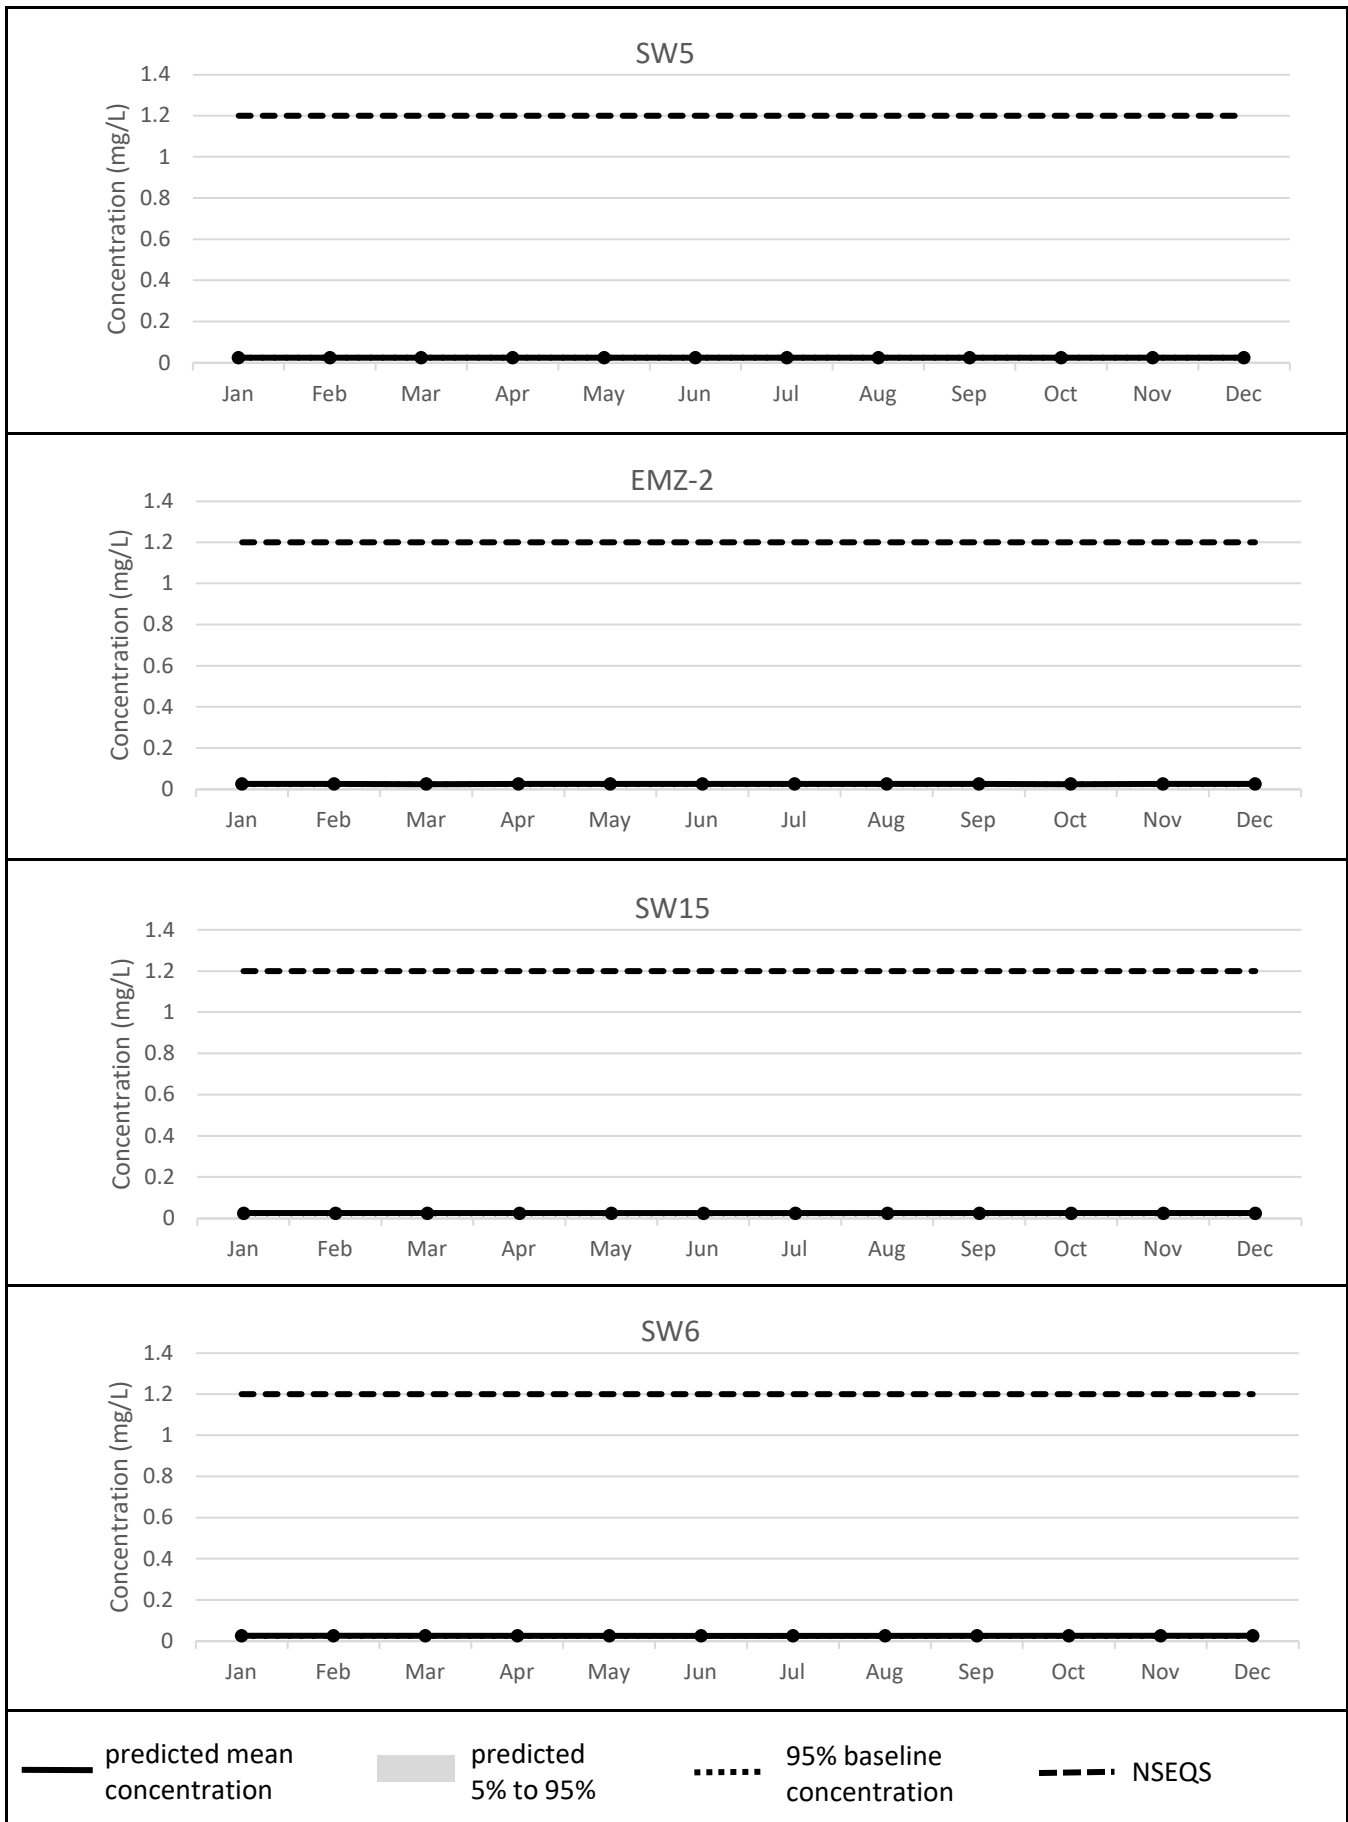 SW5
Concentration (mg/L)
1.4
1.2
1
0.8
0.6
0.4
0.2
0
Jan Feb Mar Apr May Jun Jul Aug Sep Oct Nov Dec
EMZ-2
Concentration (mg/L)
1.4
1.2
1
0.8
0.6
0.4
0.2
0
Jan Feb Mar Apr May Jun Jul Aug Sep Oct Nov Dec
SW15
Concentration (mg/L)
1.4
1.2
1
0.8
0.6
0.4
0.2
0
Jan Feb Mar Apr May Jun Jul Aug Sep Oct Nov Dec
SW6
Concentration (mg/L)
1.4
1.2
1
0.8
0.6
0.4
0.2
0
Jan Feb Mar Apr May Jun Jul Aug Sep Oct Nov Dec
predicted mean
concentration
predicted
5% to 95%
95% baseline
concentration
NSEQS